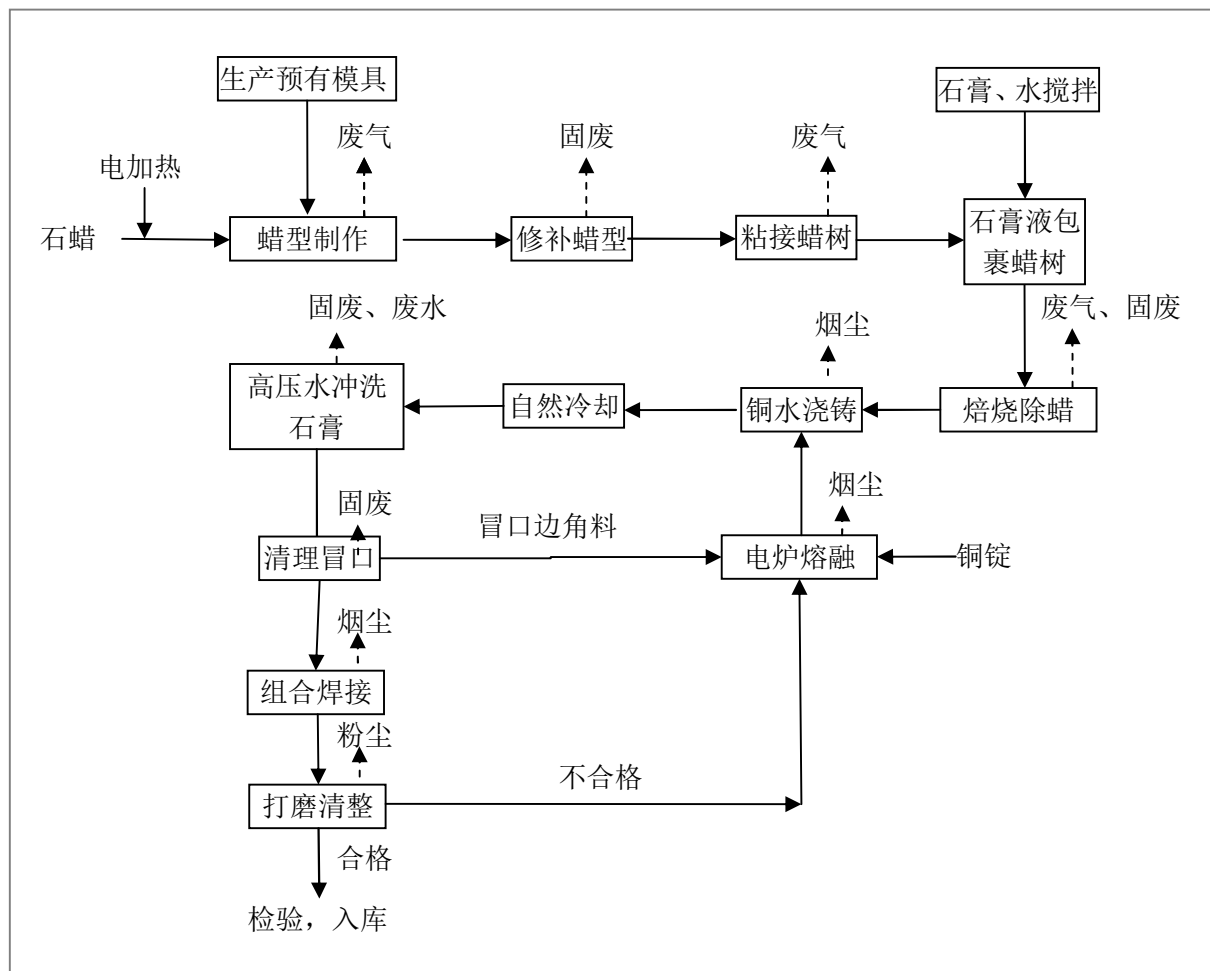 生产预有模具
石膏、水搅拌
废气
固废
废气
电加热
石蜡
蜡型制作
修补蜡型
粘接蜡树
石膏液包
裹蜡树
固废、废水
烟尘
废气、固废
高压水冲洗
石膏
自然冷却
铜水浇铸
焙烧除蜡
固废
冒口边角料
烟尘
清理冒口
电炉熔融
铜锭
烟尘
组合焊接
粉尘
不合格
打磨清整
合格
检验，入库